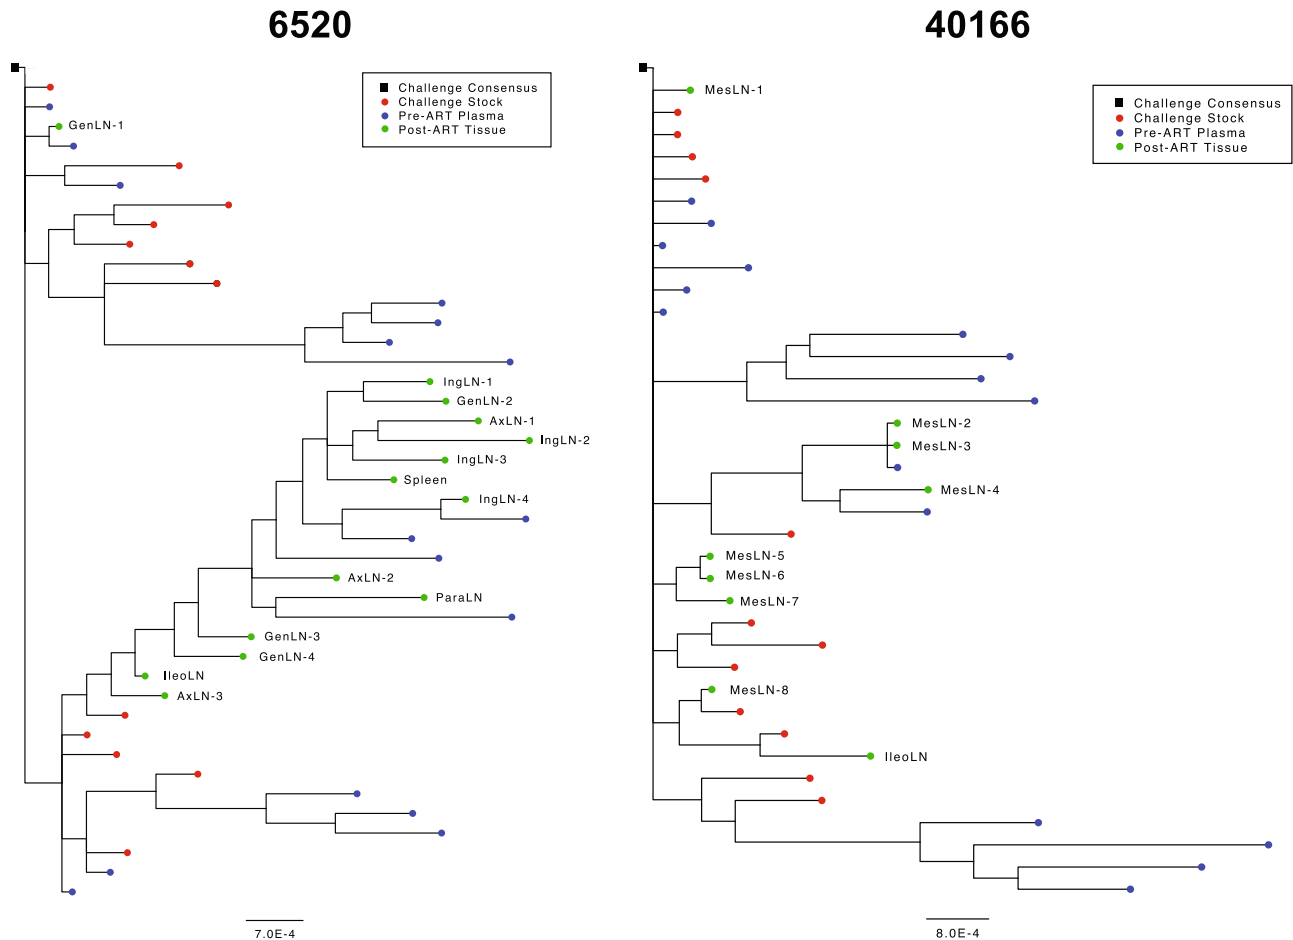 6520
Challenge Consensus
Challenge Stock
Pre-ART Plasma
Post-ART Tissue
GenLN-1
IngLN-1
GenLN-2
AxLN-1
IngLN-2
IngLN-3
Spleen
IngLN-4
AxLN-2
ParaLN
GenLN-3
GenLN-4
IleoLN
AxLN-3
7.0E-4
40166
Challenge Consensus
Challenge Stock
Pre-ART Plasma
Post-ART Tissue
MesLN-1
MesLN-2
MesLN-3
MesLN-4
MesLN-5
MesLN-6
MesLN-7
MesLN-8
IleoLN
8.0E-4